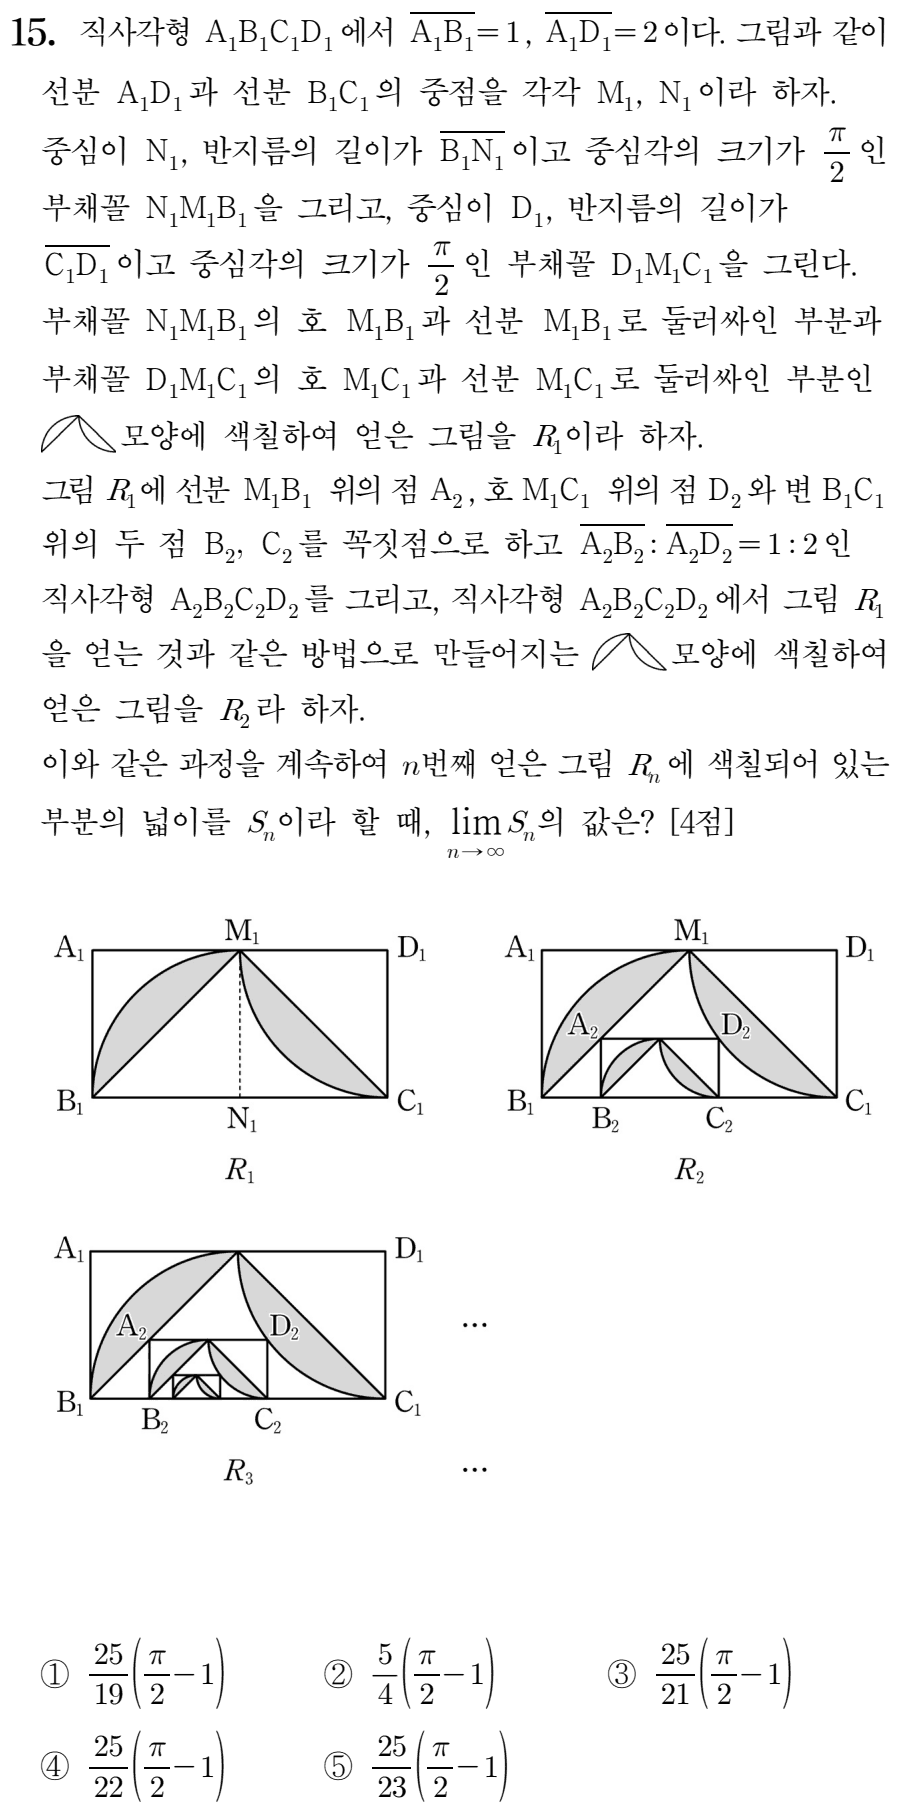 15. 직사각형 A₁B₁C₁D₁에서 A̅₁B̅₁=1, A̅₁D̅₁=2이다. 그림과 같이
선분 A₁D₁과 선분 B₁C₁의 중점을 각각 M₁, N₁이라 하자.
중심이 N₁, 반지름의 길이가 B̅₁N̅₁이고 중심각의 크기가 π/2인
부채꼴 N₁M₁B₁을 그리고, 중심이 D₁, 반지름의 길이가
C̅₁D̅₁이고 중심각의 크기가 π/2인 부채꼴 D₁M₁C₁을 그린다.
부채꼴 N₁M₁B₁의 호 M₁B₁과 선분 M₁B₁로 둘러싸인 부분과
부채꼴 D₁M₁C₁의 호 M₁C₁과 선분 M₁C₁로 둘러싸인 부분인
모양에 색칠하여 얻은 그림을 R₁이라 하자.
그림 R₁에 선분 M₁B₁ 위의 점 A₂, 호 M₁C₁ 위의 점 D₂와 변 B₁C₁
위의 두 점 B₂, C₂를 꼭짓점으로 하고 A̅₂B̅₂ : A̅₂D̅₂=1 : 2인
직사각형 A₂B₂C₂D₂를 그리고, 직사각형 A₂B₂C₂D₂에서 그림 R₁
을 얻는 것과 같은 방법으로 만들어지는 모양에 색칠하여
얻은 그림을 R₂라 하자.
이와 같은 과정을 계속하여 n번째 얻은 그림 Rₙ에 색칠되어 있는
부분의 넓이를 Sₙ이라 할 때, lim Sₙ의 값은? [4점]
n→∞
A₁ M₁ D₁ A₁ M₁ D₁
A₂ D₂
B₁ N₁ C₁ B₁ B₂ C₂ C₁
R₁ R₂
A₁ D₁
A₂ D₂ ⋯
B₁ B₂ C₂ C₁
R₃ ⋯
① 25/19(π/2−1) ② 5/4(π/2−1) ③ 25/21(π/2−1)
④ 25/22(π/2−1) ⑤ 25/23(π/2−1)